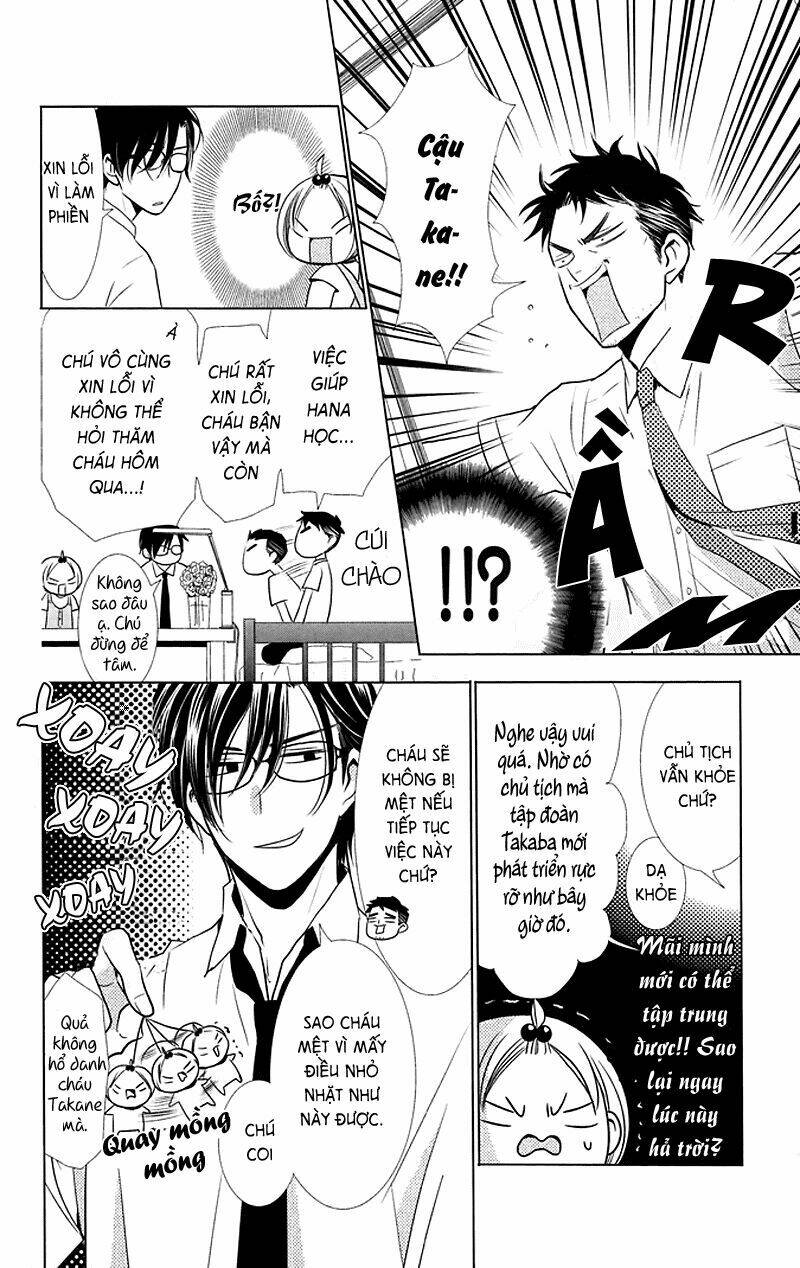 Cậu
Ta-
ka-
ne!!
RẦM
!!?
Bố?!
XIN LỖI
VÌ LÀM
PHIỀN
VIỆC
GIÚP
HANA
HỌC...
CHÚ RẤT
XIN LỖI,
CHÁU BẬN
VẬY MÀ
CÒN
À
CHÚ VÔ CÙNG
XIN LỖI VÌ
KHÔNG THỂ
HỎI THĂM
CHÁU HÔM
QUA...!
CÚI
CHÀO
Không
sao đâu
ạ. Chú
đừng để
tâm.
CHỦ TỊCH
VẪN KHỎE
CHỨ?
DẠ
KHỎE
Nghe vậy vui
quá. Nhờ có
chủ tịch mà
tập đoàn
Takaba mới
phát triển rực
rỡ như bây
giờ đó.
Mãi mình
mới có thể
tập trung
được!! Sao
lại ngay
lúc này
hả trời?
CHÁU SẼ
KHÔNG BỊ
MỆT NẾU
TIẾP TỤC
VIỆC NÀY
CHỨ?
XOAY
XOAY
XOAY
SAO CHÁU
MỆT VÌ MẤY
ĐIỀU NHỎ
NHẶT NHƯ
NÀY ĐƯỢC.
CHÚ
COI
Quay mồng
mồng
Quả
không
hổ danh
cháu
Takane
mà.